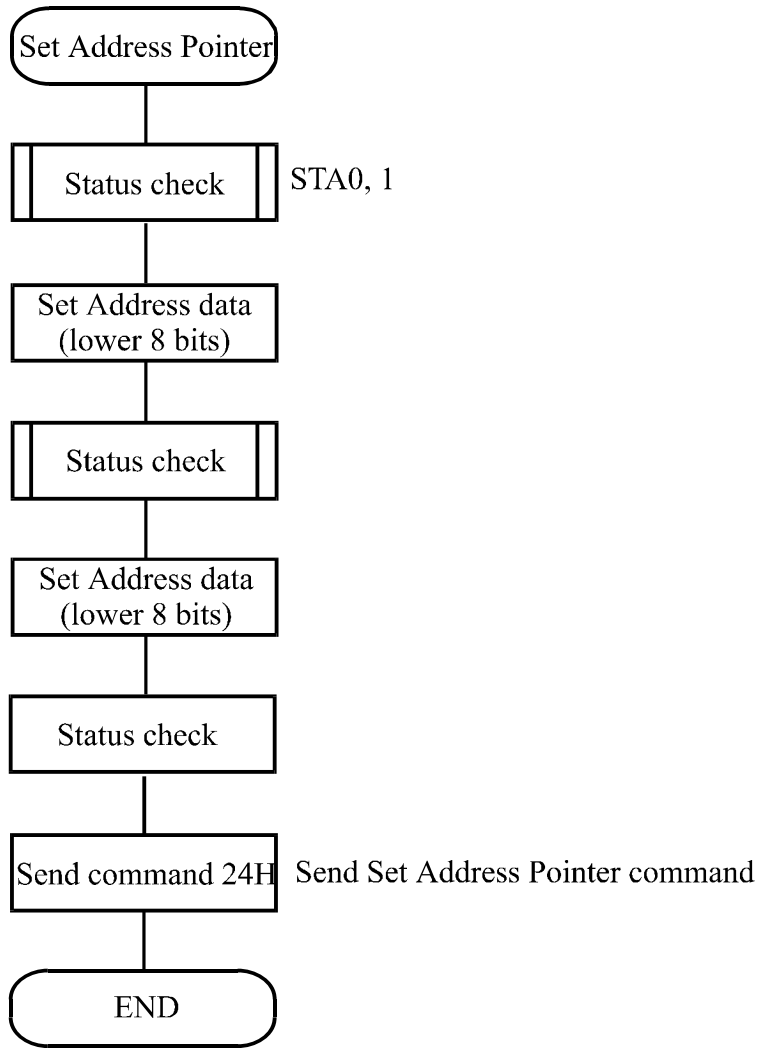 Set Address Pointer
Status check
STA0, 1
Set Address data
(lower 8 bits)
Status check
Set Address data
(lower 8 bits)
Status check
Send command 24H
Send Set Address Pointer command
END